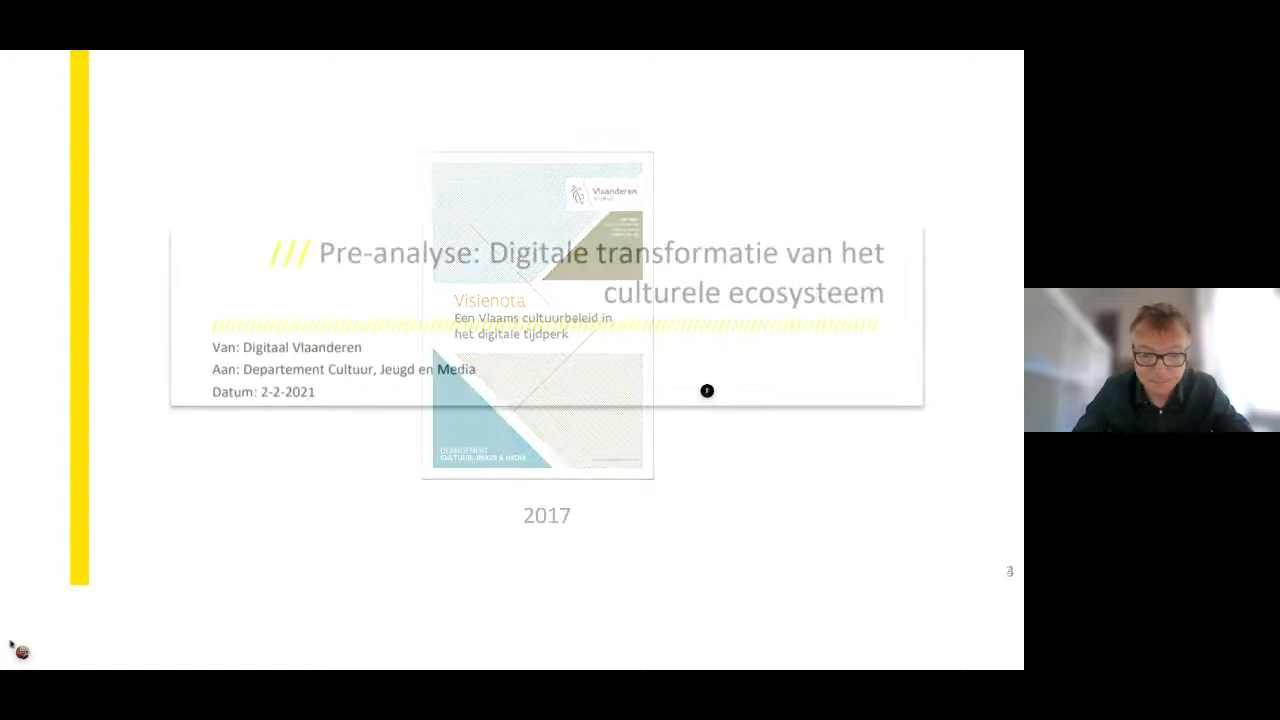 Vlaanderen
/// Pre-analyse: Digitale transformatie van het
culturele ecosysteem
Visienota
Een Vlaams cultuurbeleid in
het digitale tijdperk
Van: Digitaal Vlaanderen
Aan: Departement Cultuur, Jeugd en Media
Datum: 2-2-2021
DEPARTEMENT
CULTUUR, JEUGD & MEDIA
2017